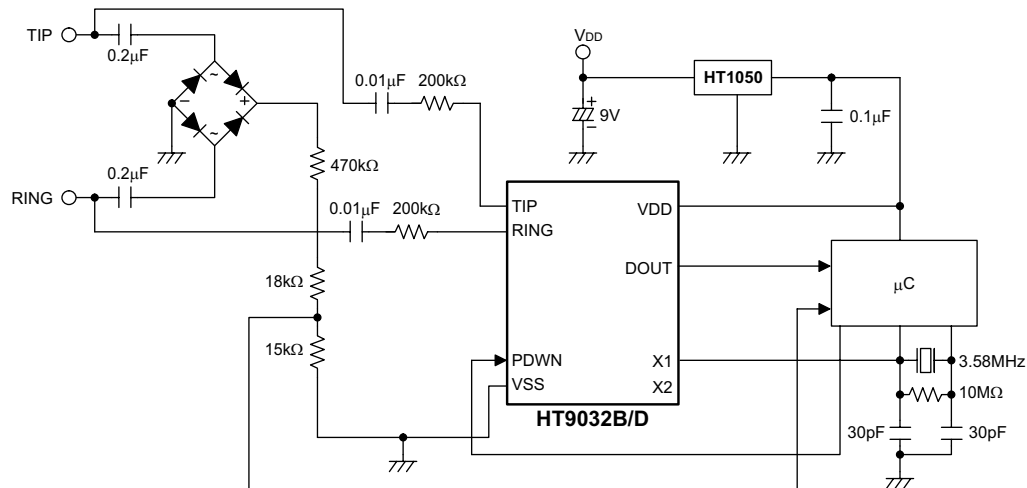 TIP
0.2μF
~
−
+
~
0.2μF
RING
0.01μF
200kΩ
470kΩ
0.01μF
200kΩ
18kΩ
15kΩ
VDD
+
−
9V
HT1050
0.1μF
TIP
RING
PDWN
VSS
VDD
DOUT
X1
X2
HT9032B/D
μC
3.58MHz
10MΩ
30pF
30pF